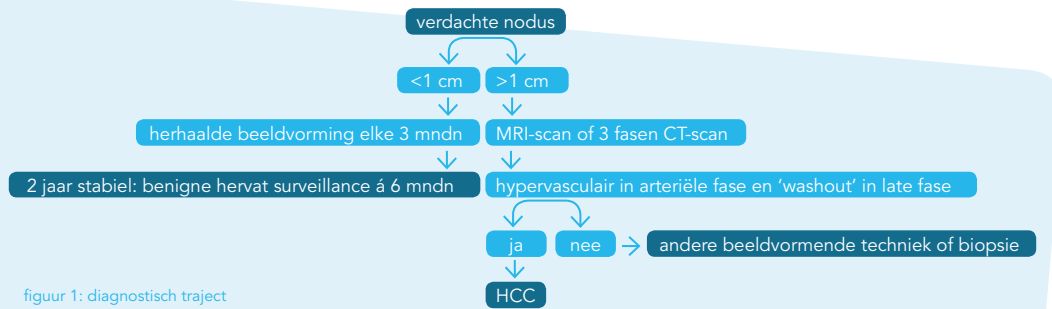 verdachte nodus
<1 cm
>1 cm
herhaalde beeldvorming elke 3 mndn
MRI-scan of 3 fasen CT-scan
2 jaar stabiel: benigne hervat surveillance á 6 mndn
hypervasculair in arteriële fase en ‘washout’ in late fase
ja
nee
andere beeldvormende techniek of biopsie
HCC
figuur 1: diagnostisch traject